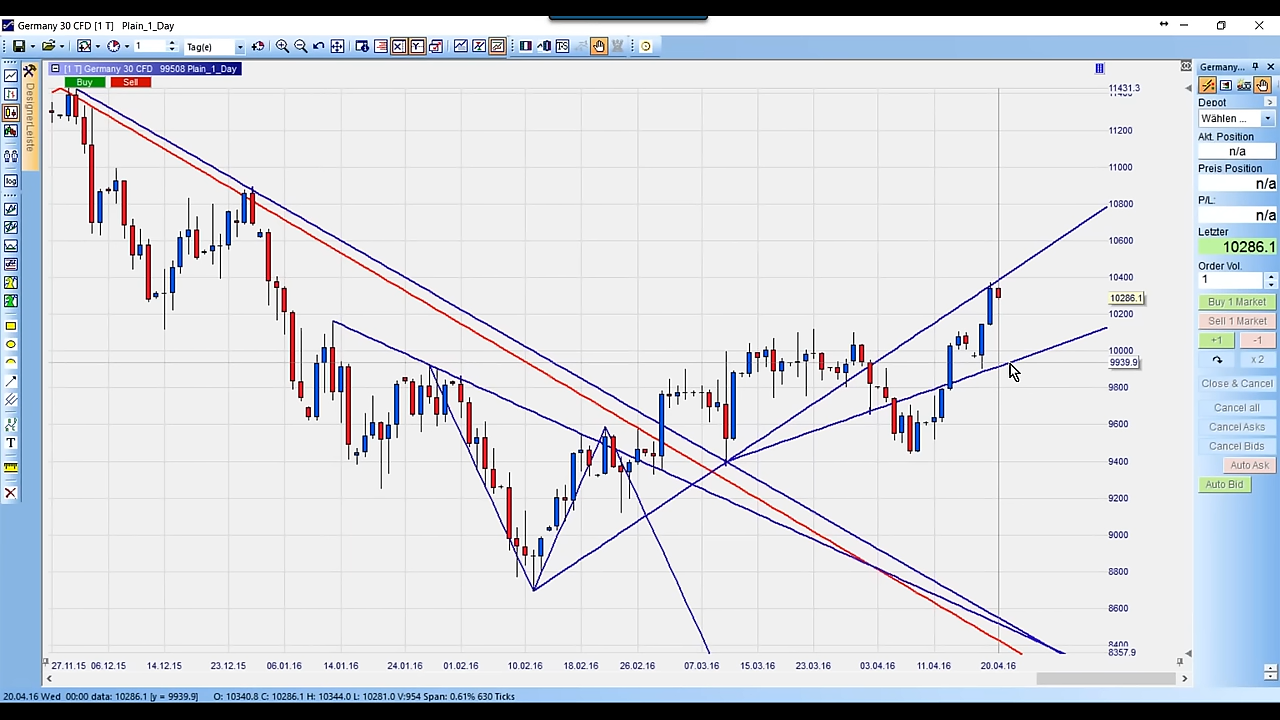 Germany 30 CFD [1 T] Plain_1_Day
1 Tag(e)
[1 T] Germany 30 CFD 99508 Plain_1_Day
Buy Sell
DesignerLeiste
11431.3
11200
11000
10800
10600
10400
10286.1
10200
10000
9939.9
9800
9600
9400
9200
9000
8800
8600
8400
8357.9
27.11.15 06.12.15 14.12.15 23.12.15 06.01.16 14.01.16 24.01.16 01.02.16 10.02.16 18.02.16 26.02.16 07.03.16 15.03.16 23.03.16 03.04.16 11.04.16 20.04.16
20.04.16 Wed 00:00 data: 10286.1 [y = 9939.9] O: 10340.8 C: 10286.1 H: 10344.0 L: 10281.0 V:954 Span: 0.61% 630 Ticks
Germany...
Depot
Wählen ...
Akt. Position
n/a
Preis Position
n/a
P/L:
n/a
Letzter
10286.1
Order Vol.
1
Buy 1 Market
Sell 1 Market
+1 -1
x 2
Close & Cancel
Cancel all
Cancel Asks
Cancel Bids
Auto Ask
Auto Bid